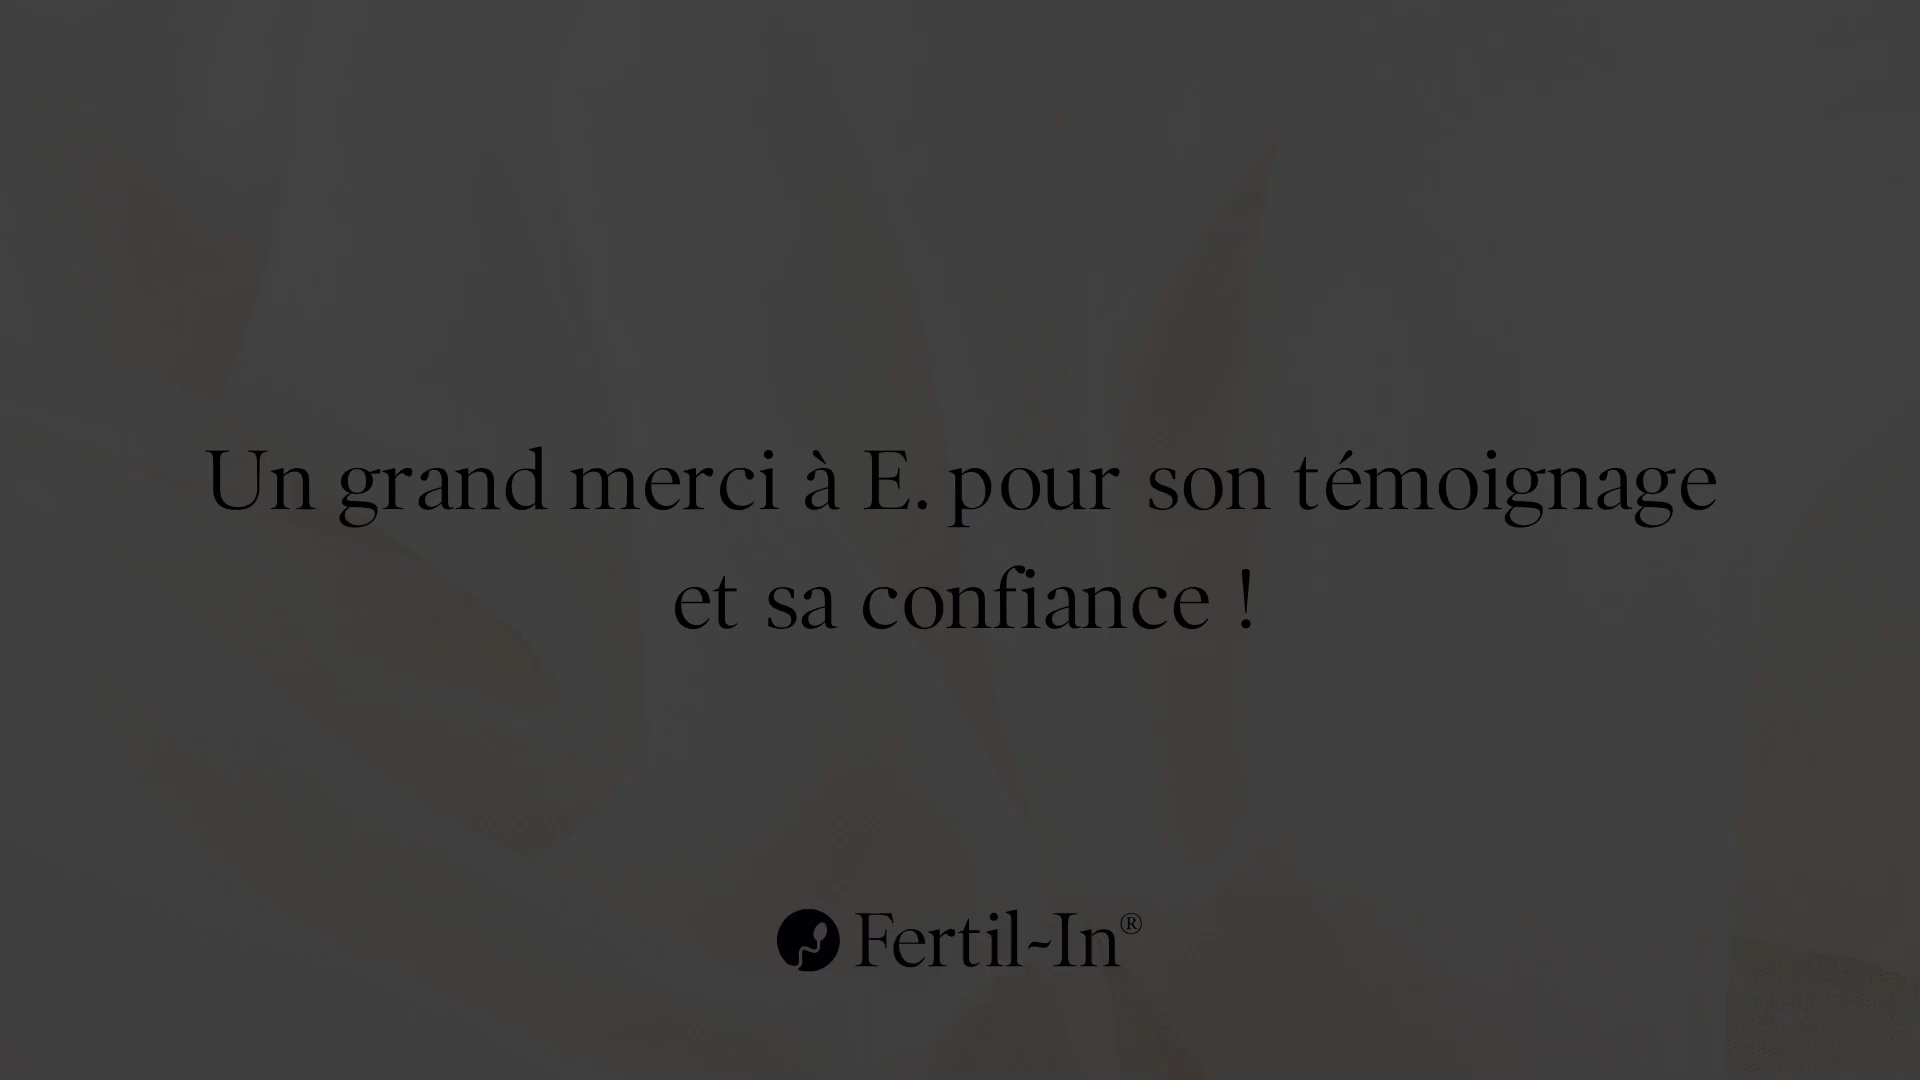 Un grand merci à E. pour son témoignage
et sa confiance !
Fertil-In®